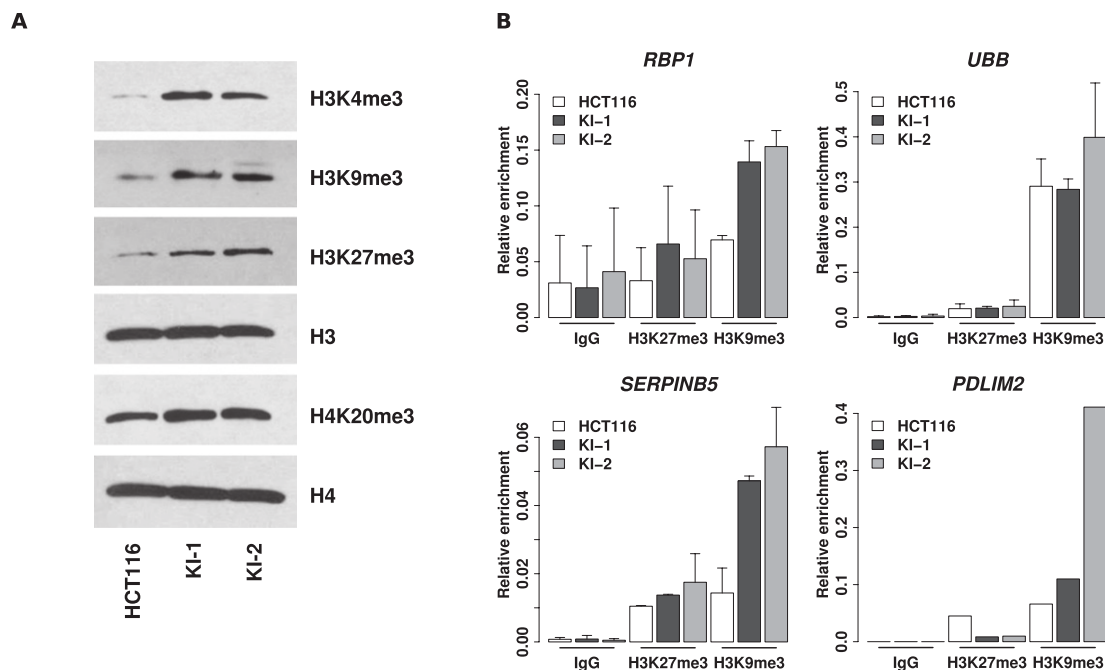 A
H3K4me3
H3K9me3
H3K27me3
H3
H4K20me3
H4
HCT116
KI-1
KI-2
B
RBP1
Relative enrichment
0.00
0.05
0.10
0.15
0.20
HCT116
KI−1
KI−2
IgG
H3K27me3
H3K9me3
UBB
Relative enrichment
0.0
0.1
0.2
0.3
0.4
0.5
HCT116
KI−1
KI−2
IgG
H3K27me3
H3K9me3
SERPINB5
Relative enrichment
0.00
0.02
0.04
0.06
HCT116
KI−1
KI−2
IgG
H3K27me3
H3K9me3
PDLIM2
Relative enrichment
0.0
0.1
0.2
0.3
0.4
HCT116
KI−1
KI−2
IgG
H3K27me3
H3K9me3